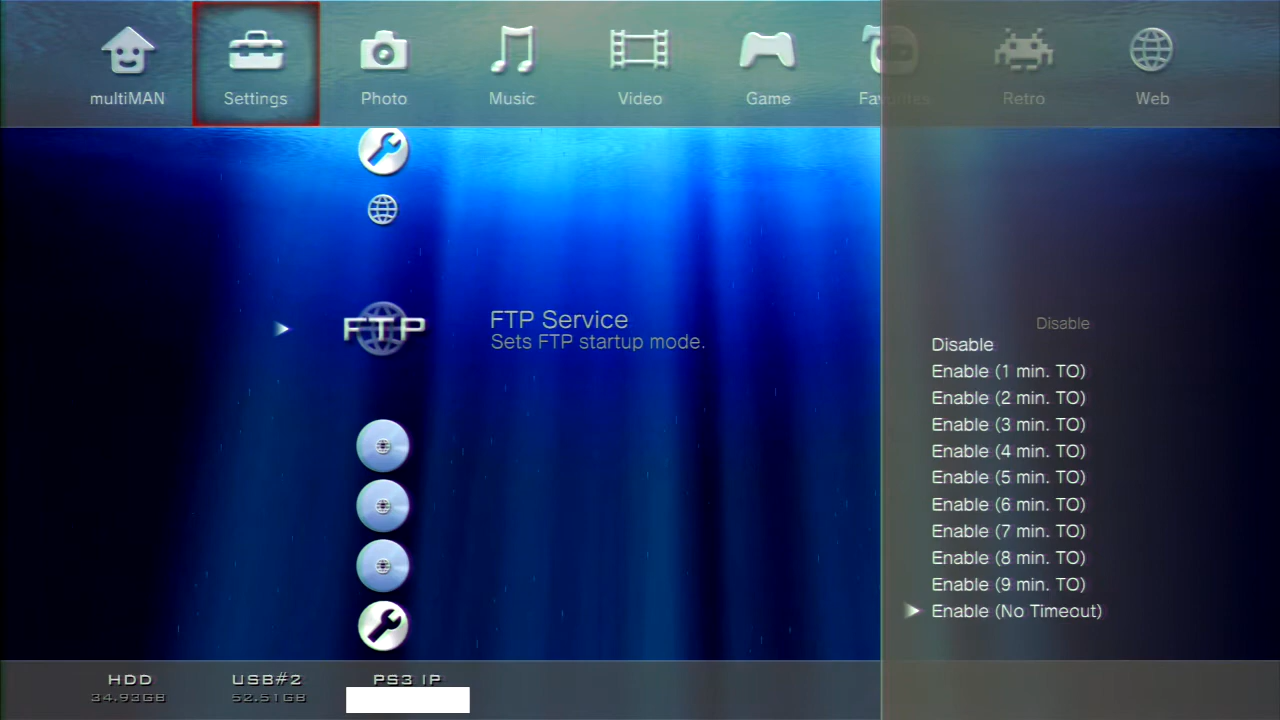 multiMAN
Settings
Photo
Music
Video
Game
Favorites
Retro
Web
FTP
FTP Service
Sets FTP startup mode.
Disable
Disable
Enable (1 min. TO)
Enable (2 min. TO)
Enable (3 min. TO)
Enable (4 min. TO)
Enable (5 min. TO)
Enable (6 min. TO)
Enable (7 min. TO)
Enable (8 min. TO)
Enable (9 min. TO)
Enable (No Timeout)
HDD
34.93GB
USB#2
52.51GB
PS3 IP